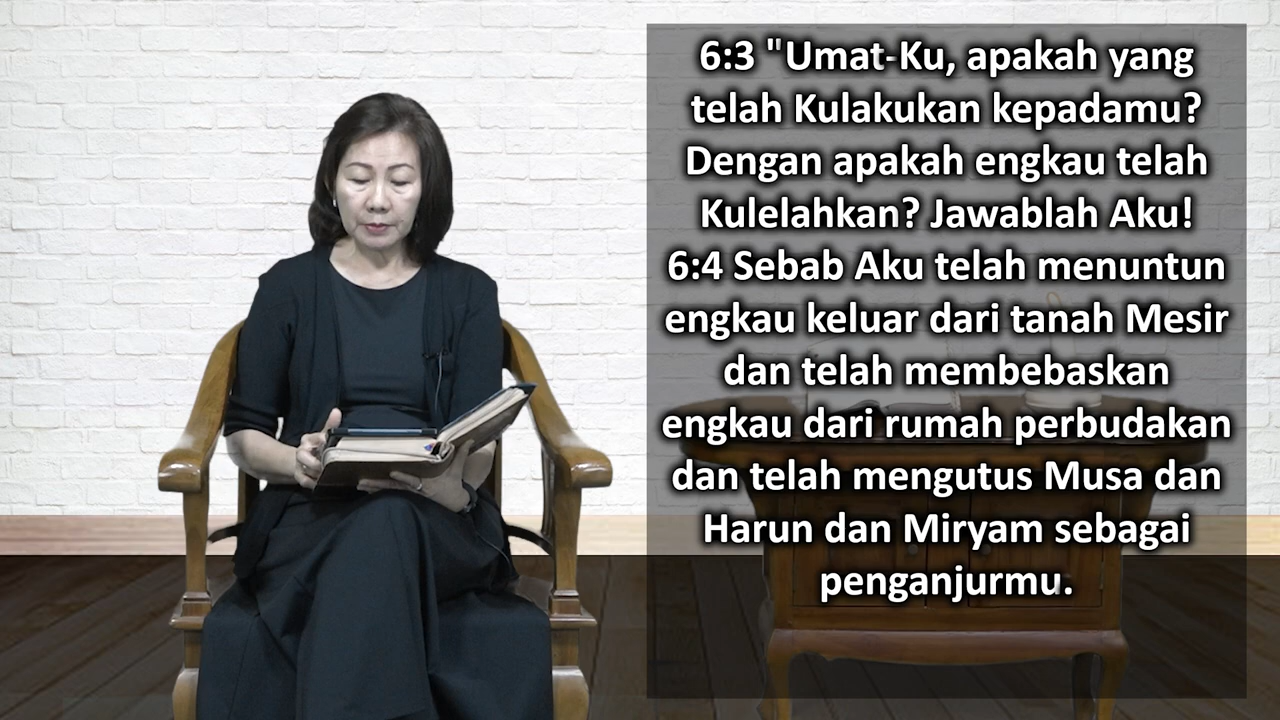 6:3 "Umat-Ku, apakah yang
telah Kulakukan kepadamu?
Dengan apakah engkau telah
Kulelahkan? Jawablah Aku!
6:4 Sebab Aku telah menuntun
engkau keluar dari tanah Mesir
dan telah membebaskan
engkau dari rumah perbudakan
dan telah mengutus Musa dan
Harun dan Miryam sebagai
penganjurmu.